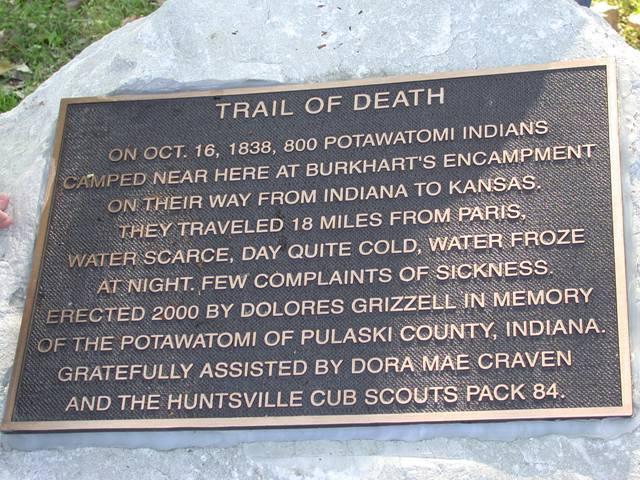 TRAIL OF DEATH
ON OCT. 16, 1838, 800 POTAWATOMI INDIANS
CAMPED NEAR HERE AT BURKHART'S ENCAMPMENT
ON THEIR WAY FROM INDIANA TO KANSAS.
THEY TRAVELED 18 MILES FROM PARIS,
WATER SCARCE, DAY QUITE COLD, WATER FROZE
AT NIGHT. FEW COMPLAINTS OF SICKNESS.
ERECTED 2000 BY DOLORES GRIZZELL IN MEMORY
OF THE POTAWATOMI OF PULASKI COUNTY, INDIANA.
GRATEFULLY ASSISTED BY DORA MAE CRAVEN
AND THE HUNTSVILLE CUB SCOUTS PACK 84.